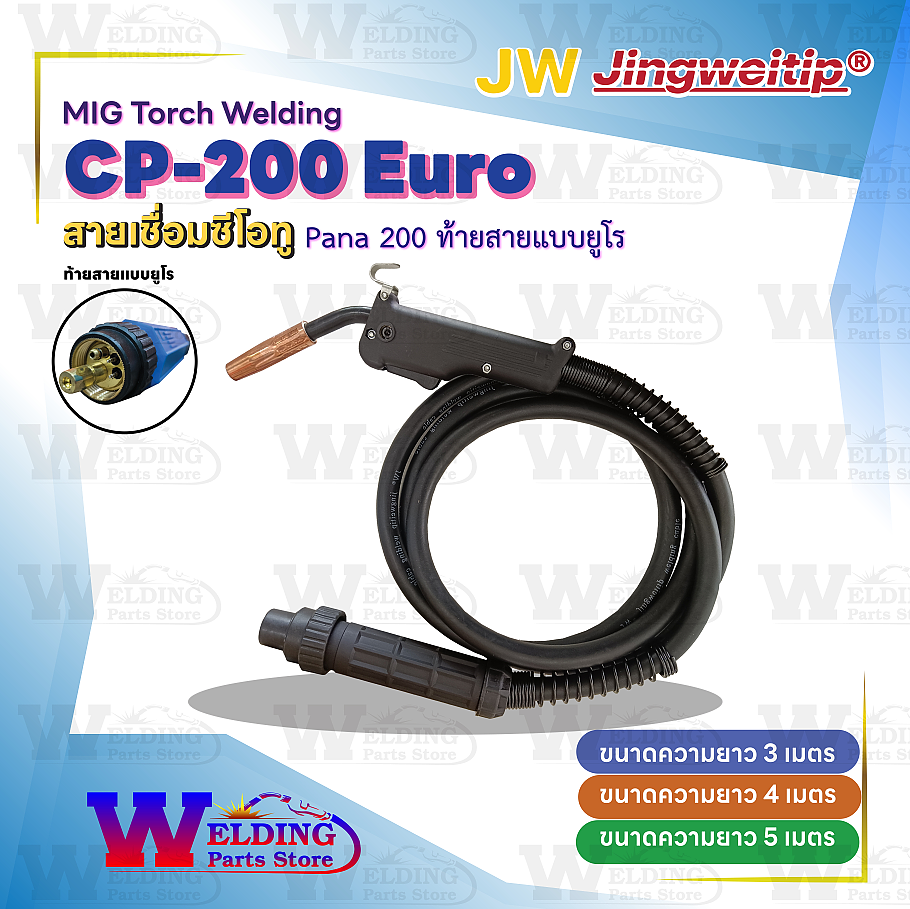 JW Jingweitip®
MIG Torch Welding
CP-200 Euro
สายเชื่อมซีโอทู Pana 200 ท้ายสายแบบยูโร
ท้ายสายแบบยูโร
ขนาดความยาว 3 เมตร
ขนาดความยาว 4 เมตร
ขนาดความยาว 5 เมตร
WELDING
Parts Store